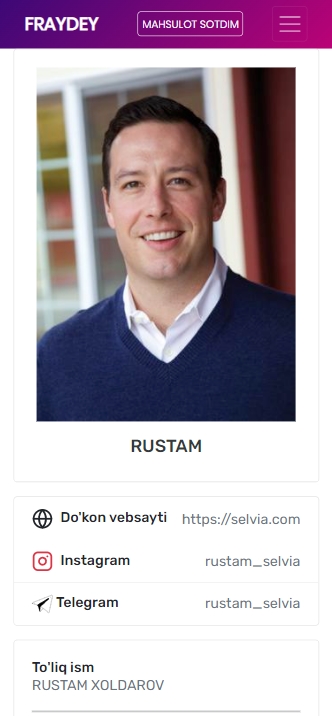 FRAYDEY
MAHSULOT SOTDIM
RUSTAM
Do'kon vebsayti https://selvia.com
Instagram rustam_selvia
Telegram rustam_selvia
To'liq ism
RUSTAM XOLDAROV